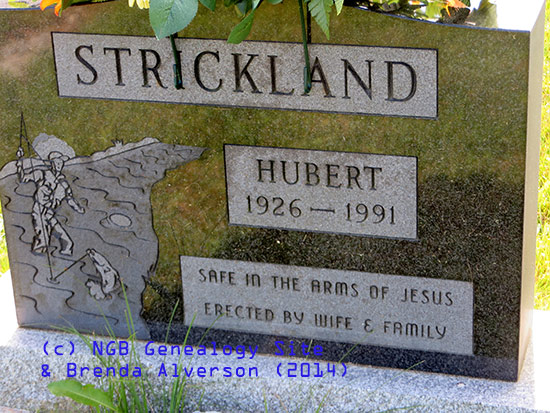 STRICKLAND
HUBERT
1926 — 1991
SAFE IN THE ARMS OF JESUS
ERECTED BY WIFE & FAMILY
(c) NGB Genealogy Site
& Brenda Alverson (2014)